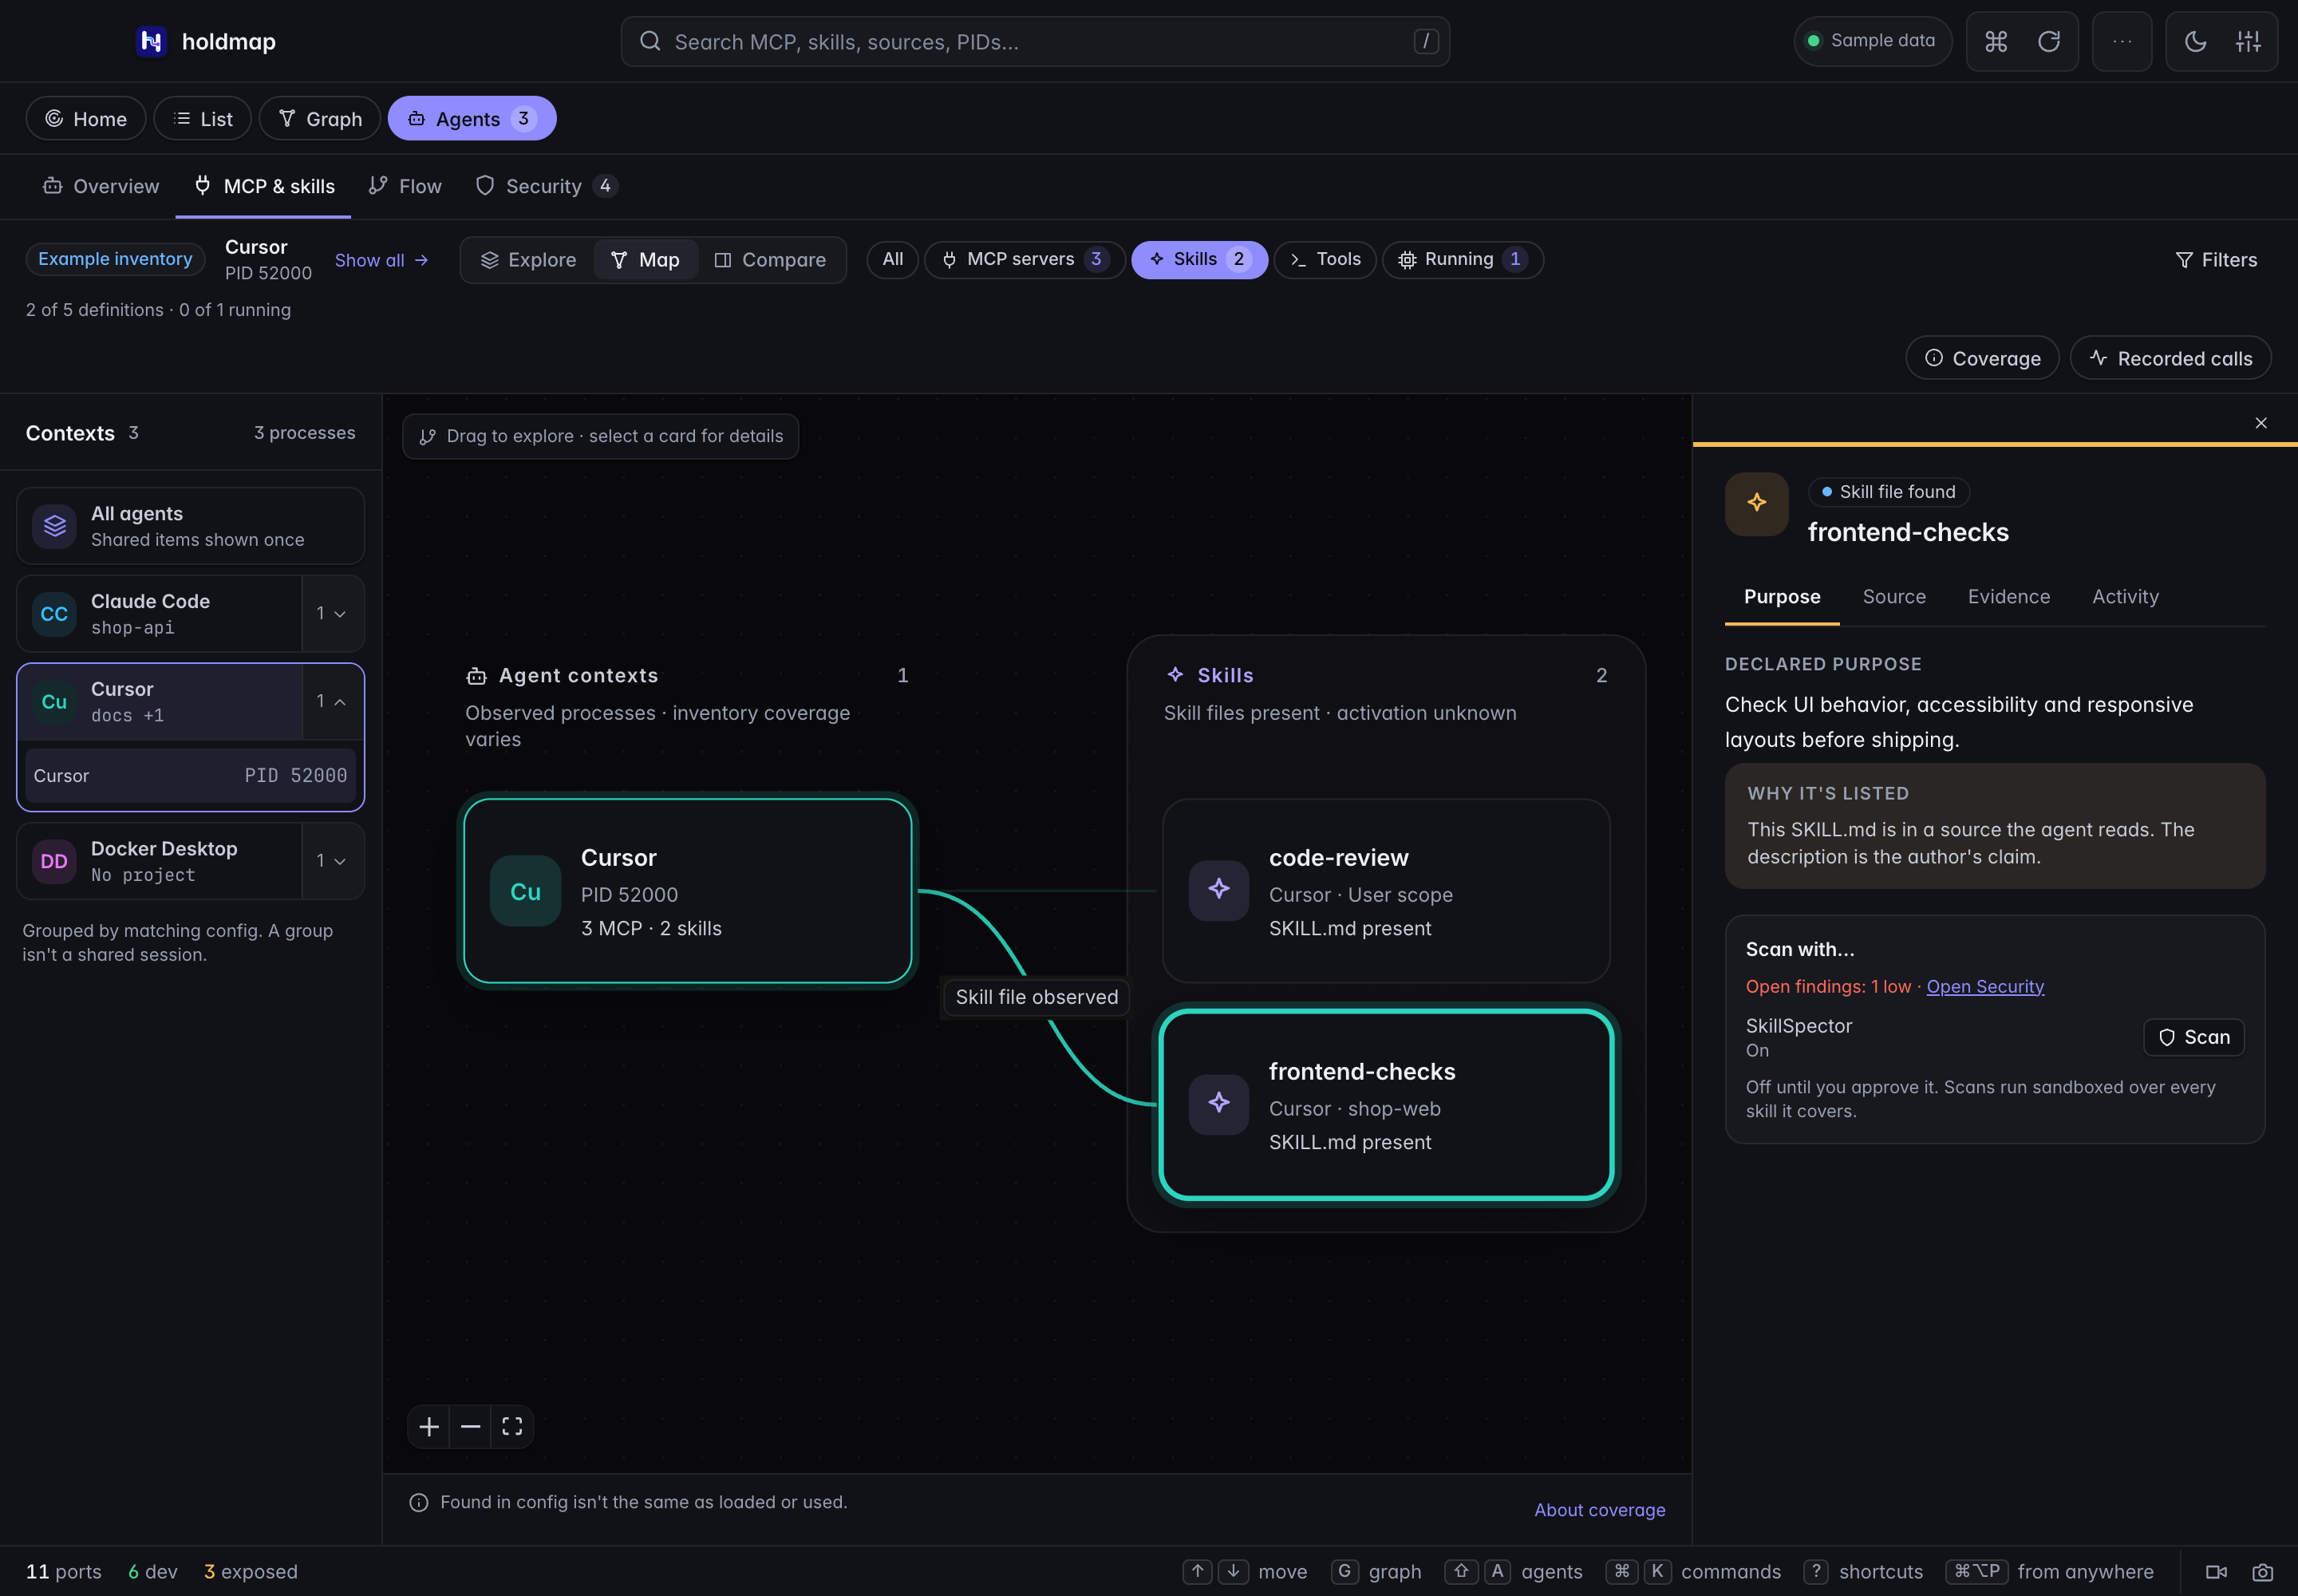 holdmap
Search MCP, skills, sources, PIDs...
/
Sample data
Home
List
Graph
Agents 3
Overview
MCP & skills
Flow
Security 4
Example inventory
Cursor
PID 52000
Show all →
Explore
Map
Compare
All
MCP servers 3
Skills 2
Tools
Running 1
Filters
2 of 5 definitions · 0 of 1 running
Coverage
Recorded calls
Contexts 3
3 processes
All agents
Shared items shown once
CC
Claude Code
shop-api
1
Cu
Cursor
docs +1
1
Cursor
PID 52000
DD
Docker Desktop
No project
1
Grouped by matching config. A group
isn't a shared session.
Drag to explore · select a card for details
Agent contexts 1
Observed processes · inventory coverage
varies
Cu
Cursor
PID 52000
3 MCP · 2 skills
Skill file observed
Skills 2
Skill files present · activation unknown
code-review
Cursor · User scope
SKILL.md present
frontend-checks
Cursor · shop-web
SKILL.md present
Found in config isn't the same as loaded or used.
About coverage
Skill file found
frontend-checks
Purpose
Source
Evidence
Activity
DECLARED PURPOSE
Check UI behavior, accessibility and responsive
layouts before shipping.
WHY IT'S LISTED
This SKILL.md is in a source the agent reads. The
description is the author's claim.
Scan with...
Open findings: 1 low · Open Security
SkillSpector
On
Scan
Off until you approve it. Scans run sandboxed over every
skill it covers.
11 ports
6 dev
3 exposed
↑ ↓ move
G graph
⇧ A agents
⌘ K commands
? shortcuts
⌘⌥P from anywhere